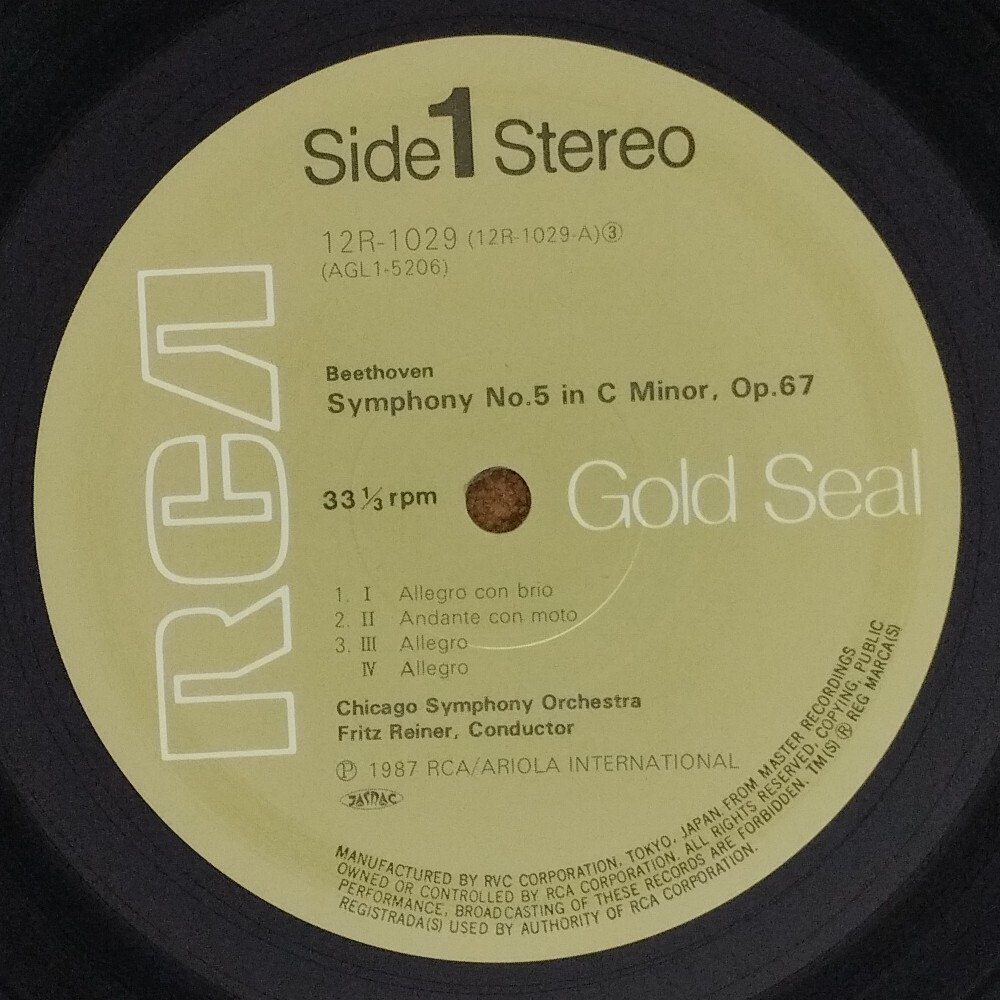 Side 1 Stereo
12R-1029 (12R-1029-A)③
(AGL1-5206)
RCA
Beethoven
Symphony No.5 in C Minor, Op.67
33⅓ rpm
Gold Seal
1. I Allegro con brio
2. II Andante con moto
3. III Allegro
IV Allegro
Chicago Symphony Orchestra
Fritz Reiner, Conductor
Ⓟ 1987 RCA/ARIOLA INTERNATIONAL
JASRAC
MANUFACTURED BY RVC CORPORATION, TOKYO, JAPAN, FROM MASTER RECORDINGS
OWNED OR CONTROLLED BY RCA CORPORATION, ALL RIGHTS RESERVED, COPYING, PUBLIC
PERFORMANCE, BROADCASTING OF THESE RECORDS ARE FORBIDDEN. TM(S) ® REG MARCA(S)
REGISTRADA(S) USED BY AUTHORITY OF RCA CORPORATION.